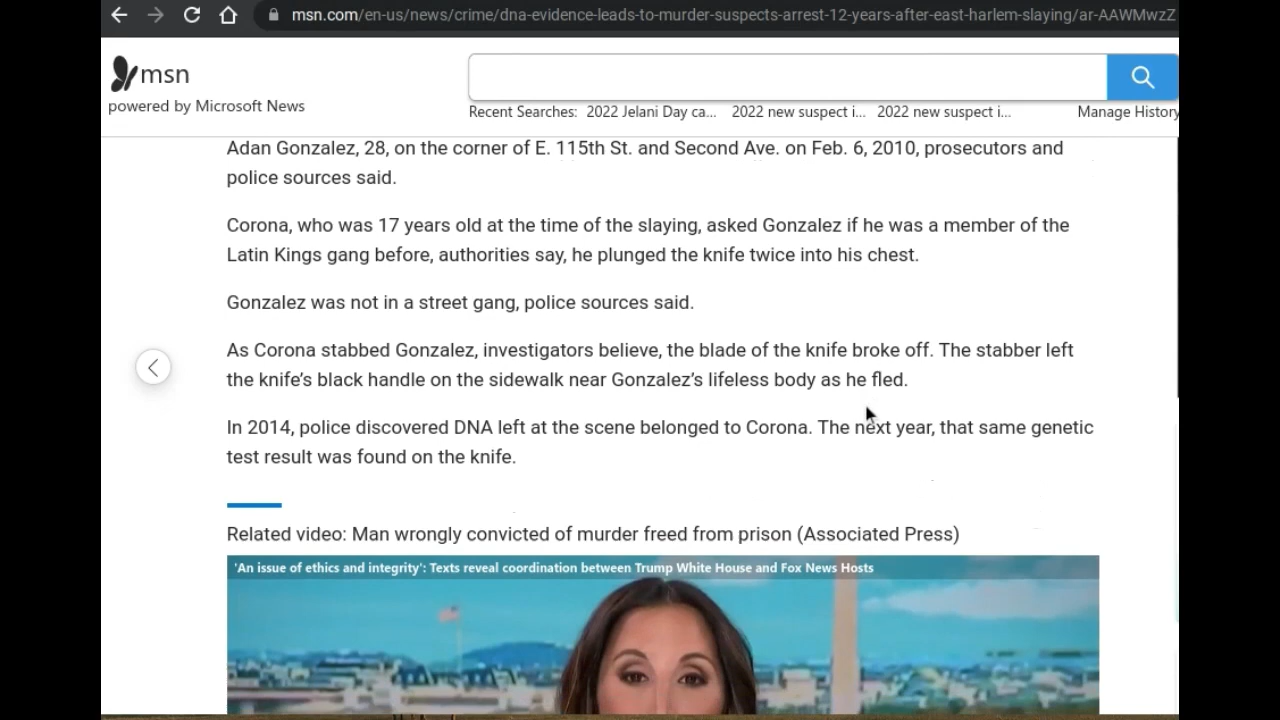 msn.com/en-us/news/crime/dna-evidence-leads-to-murder-suspects-arrest-12-years-after-east-harlem-slaying/ar-AAWMwzZ
msn
powered by Microsoft News
Recent Searches: 2022 Jelani Day ca... 2022 new suspect i... 2022 new suspect i... Manage History
Adan Gonzalez, 28, on the corner of E. 115th St. and Second Ave. on Feb. 6, 2010, prosecutors and
police sources said.
Corona, who was 17 years old at the time of the slaying, asked Gonzalez if he was a member of the
Latin Kings gang before, authorities say, he plunged the knife twice into his chest.
Gonzalez was not in a street gang, police sources said.
As Corona stabbed Gonzalez, investigators believe, the blade of the knife broke off. The stabber left
the knife’s black handle on the sidewalk near Gonzalez’s lifeless body as he fled.
In 2014, police discovered DNA left at the scene belonged to Corona. The next year, that same genetic
test result was found on the knife.
Related video: Man wrongly convicted of murder freed from prison (Associated Press)
'An issue of ethics and integrity': Texts reveal coordination between Trump White House and Fox News Hosts